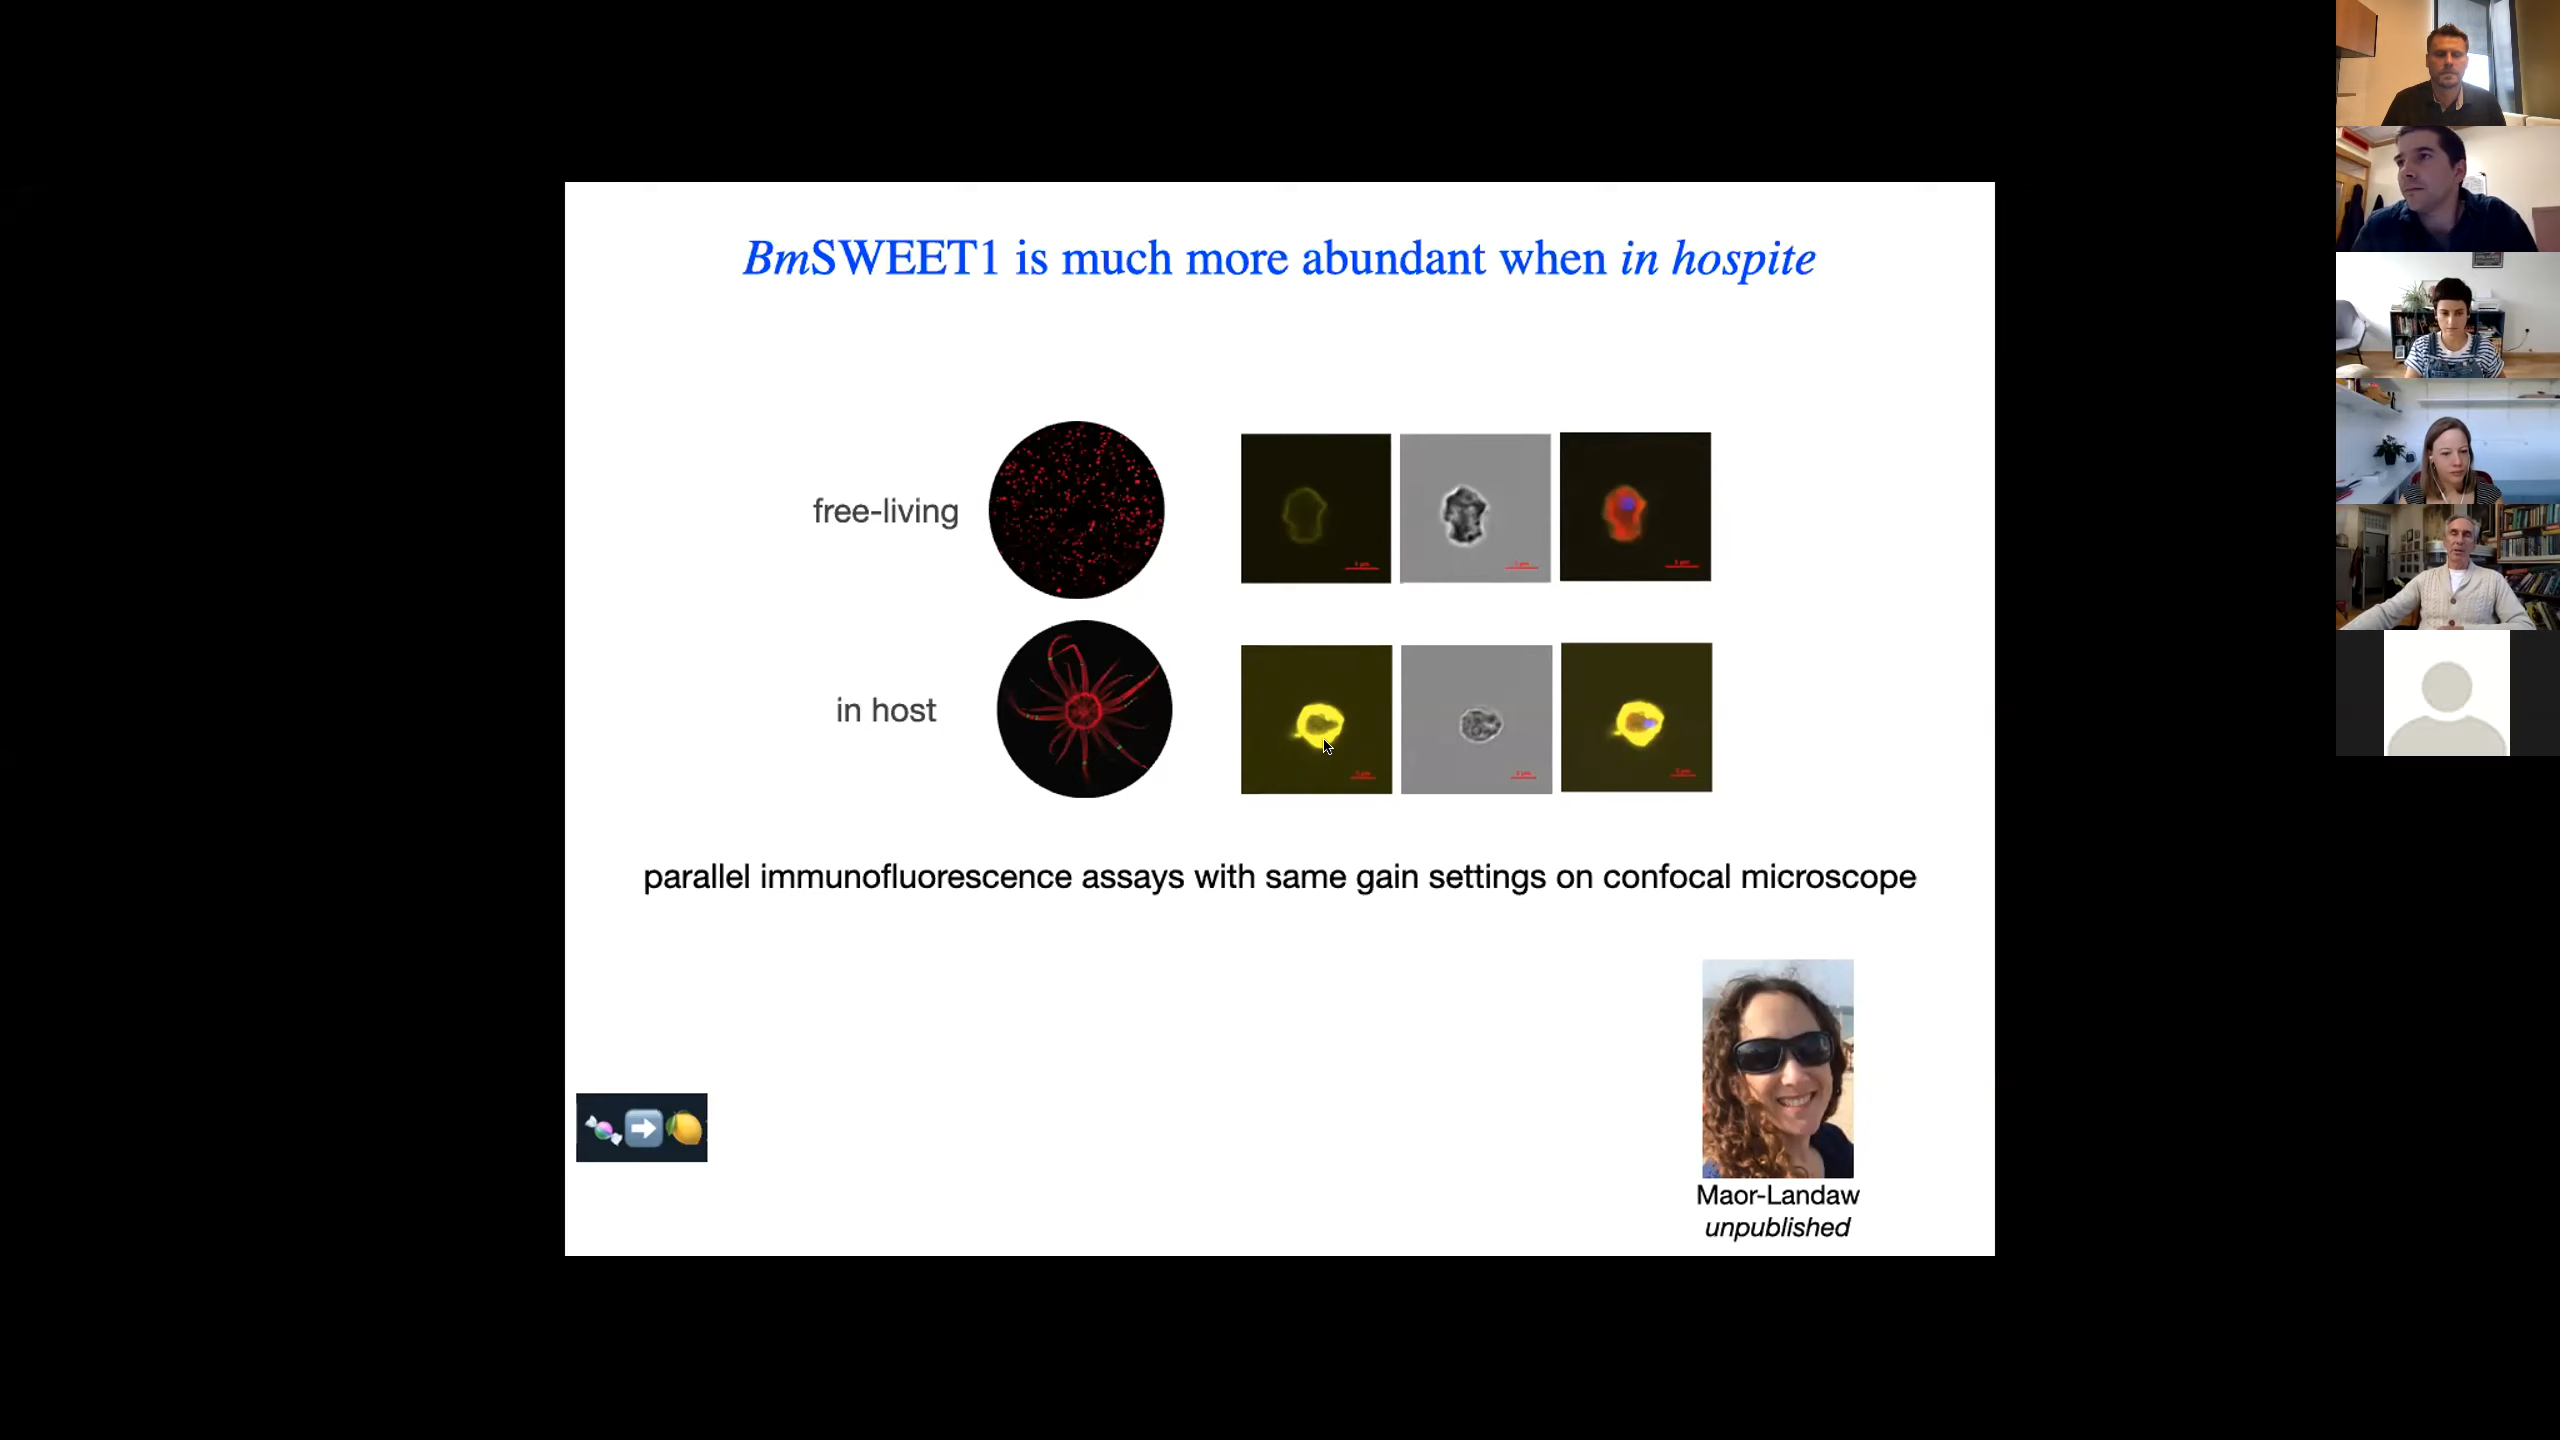 BmSWEET1 is much more abundant when in hospite
free-living
in host
parallel immunofluorescence assays with same gain settings on confocal microscope
Maor-Landaw
unpublished